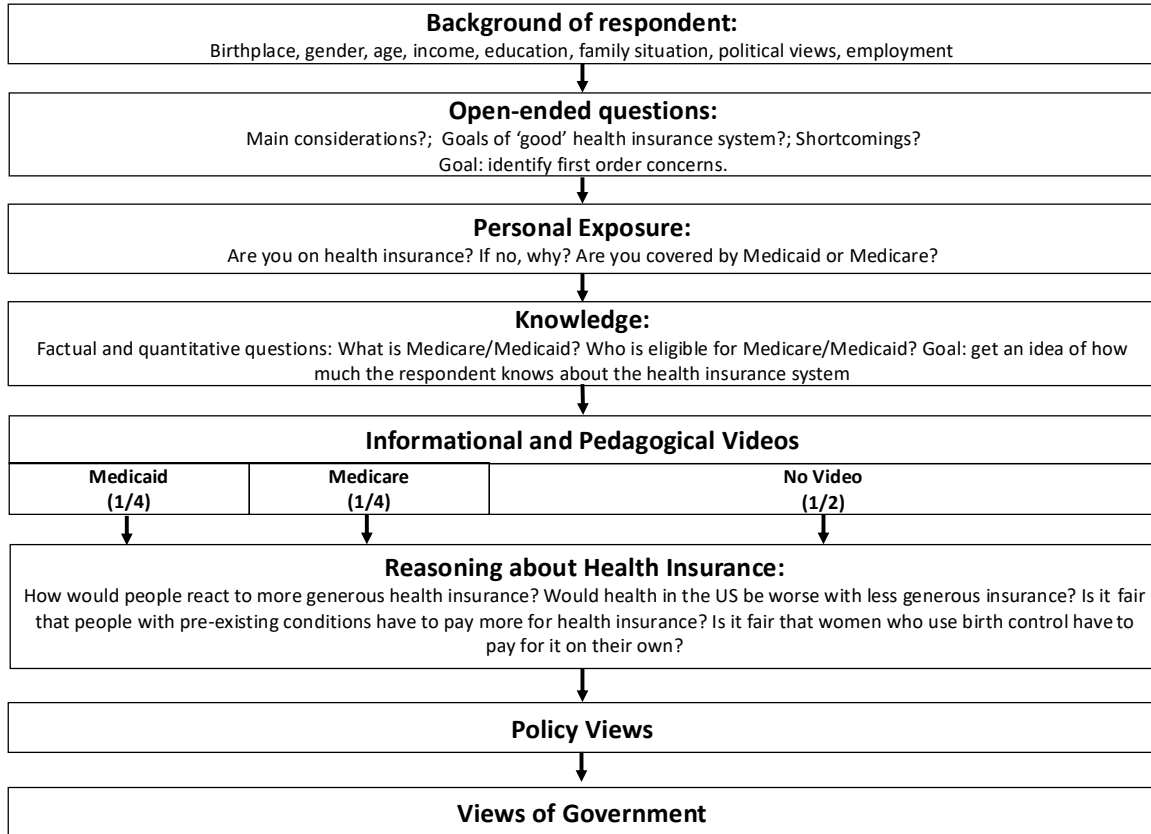 Background of respondent:
Birthplace, gender, age, income, education, family situation, political views, employment
Open-ended questions:
Main considerations?; Goals of ‘good’ health insurance system?; Shortcomings?
Goal: identify first order concerns.
Personal Exposure:
Are you on health insurance? If no, why? Are you covered by Medicaid or Medicare?
Knowledge:
Factual and quantitative questions: What is Medicare/Medicaid? Who is eligible for Medicare/Medicaid? Goal: get an idea of how
much the respondent knows about the health insurance system
Informational and Pedagogical Videos
Medicaid
(1/4)
Medicare
(1/4)
No Video
(1/2)
Reasoning about Health Insurance:
How would people react to more generous health insurance? Would health in the US be worse with less generous insurance? Is it fair
that people with pre-existing conditions have to pay more for health insurance? Is it fair that women who use birth control have to
pay for it on their own?
Policy Views
Views of Government